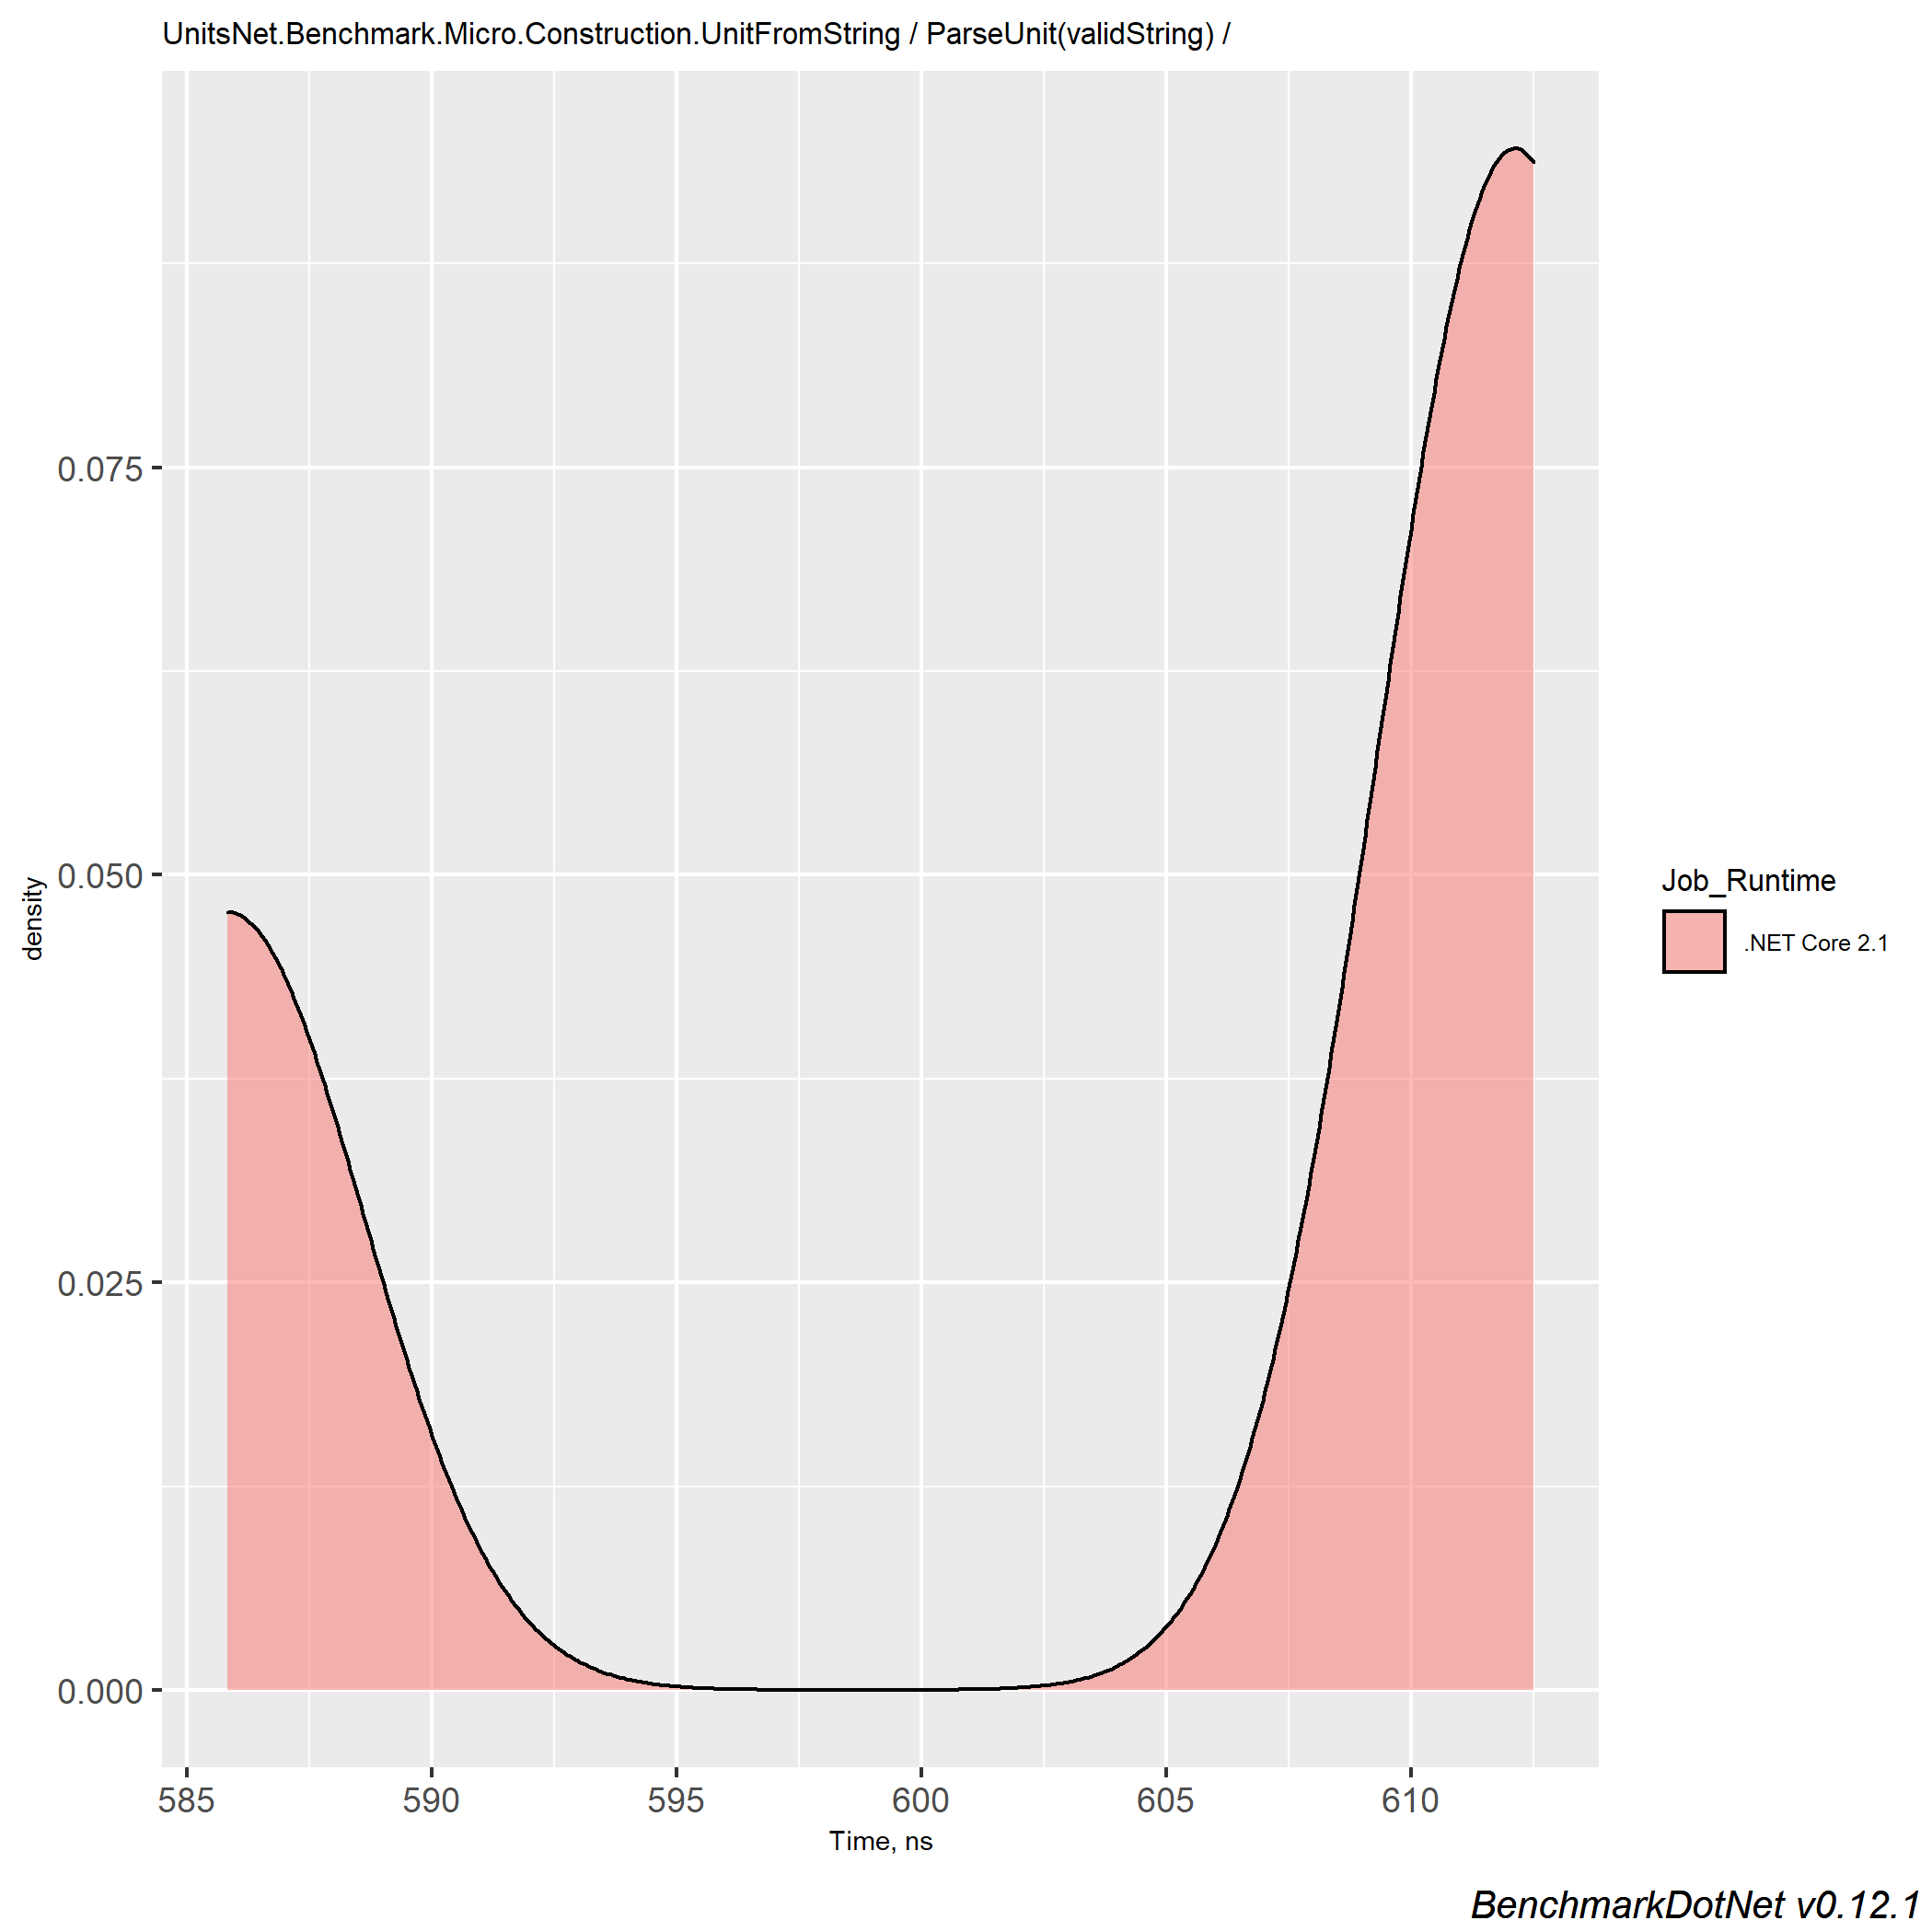 UnitsNet.Benchmark.Micro.Construction.UnitFromString / ParseUnit(validString) /
density
0.075
0.050
0.025
0.000
585 590 595 600 605 610
Time, ns
Job_Runtime
.NET Core 2.1
BenchmarkDotNet v0.12.1